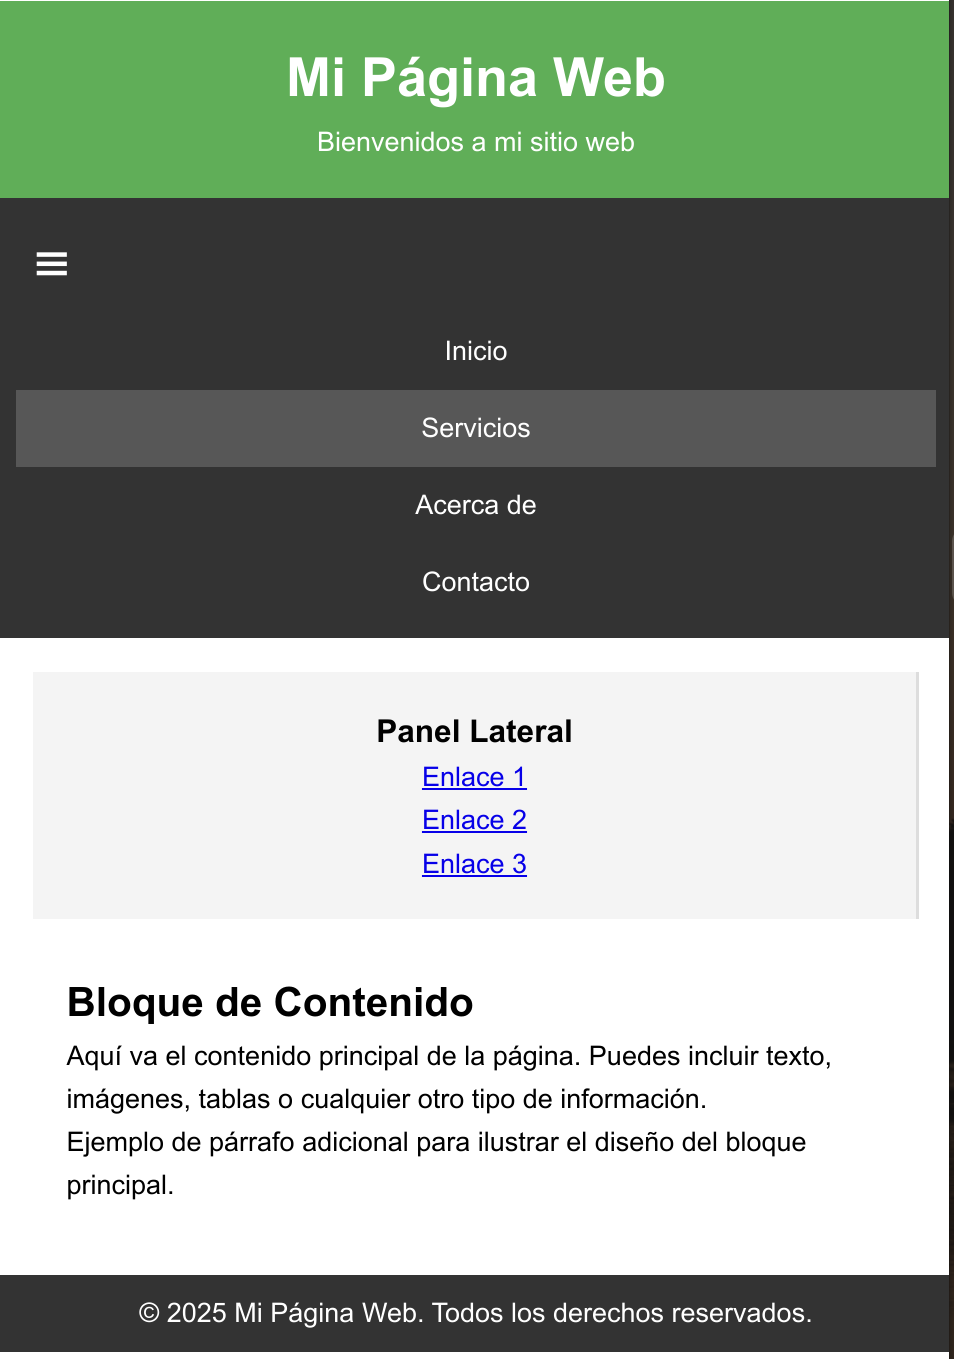 Mi Página Web
Bienvenidos a mi sitio web
Inicio
Servicios
Acerca de
Contacto
Panel Lateral
Enlace 1
Enlace 2
Enlace 3
Bloque de Contenido
Aquí va el contenido principal de la página. Puedes incluir texto,
imágenes, tablas o cualquier otro tipo de información.
Ejemplo de párrafo adicional para ilustrar el diseño del bloque
principal.
© 2025 Mi Página Web. Todos los derechos reservados.